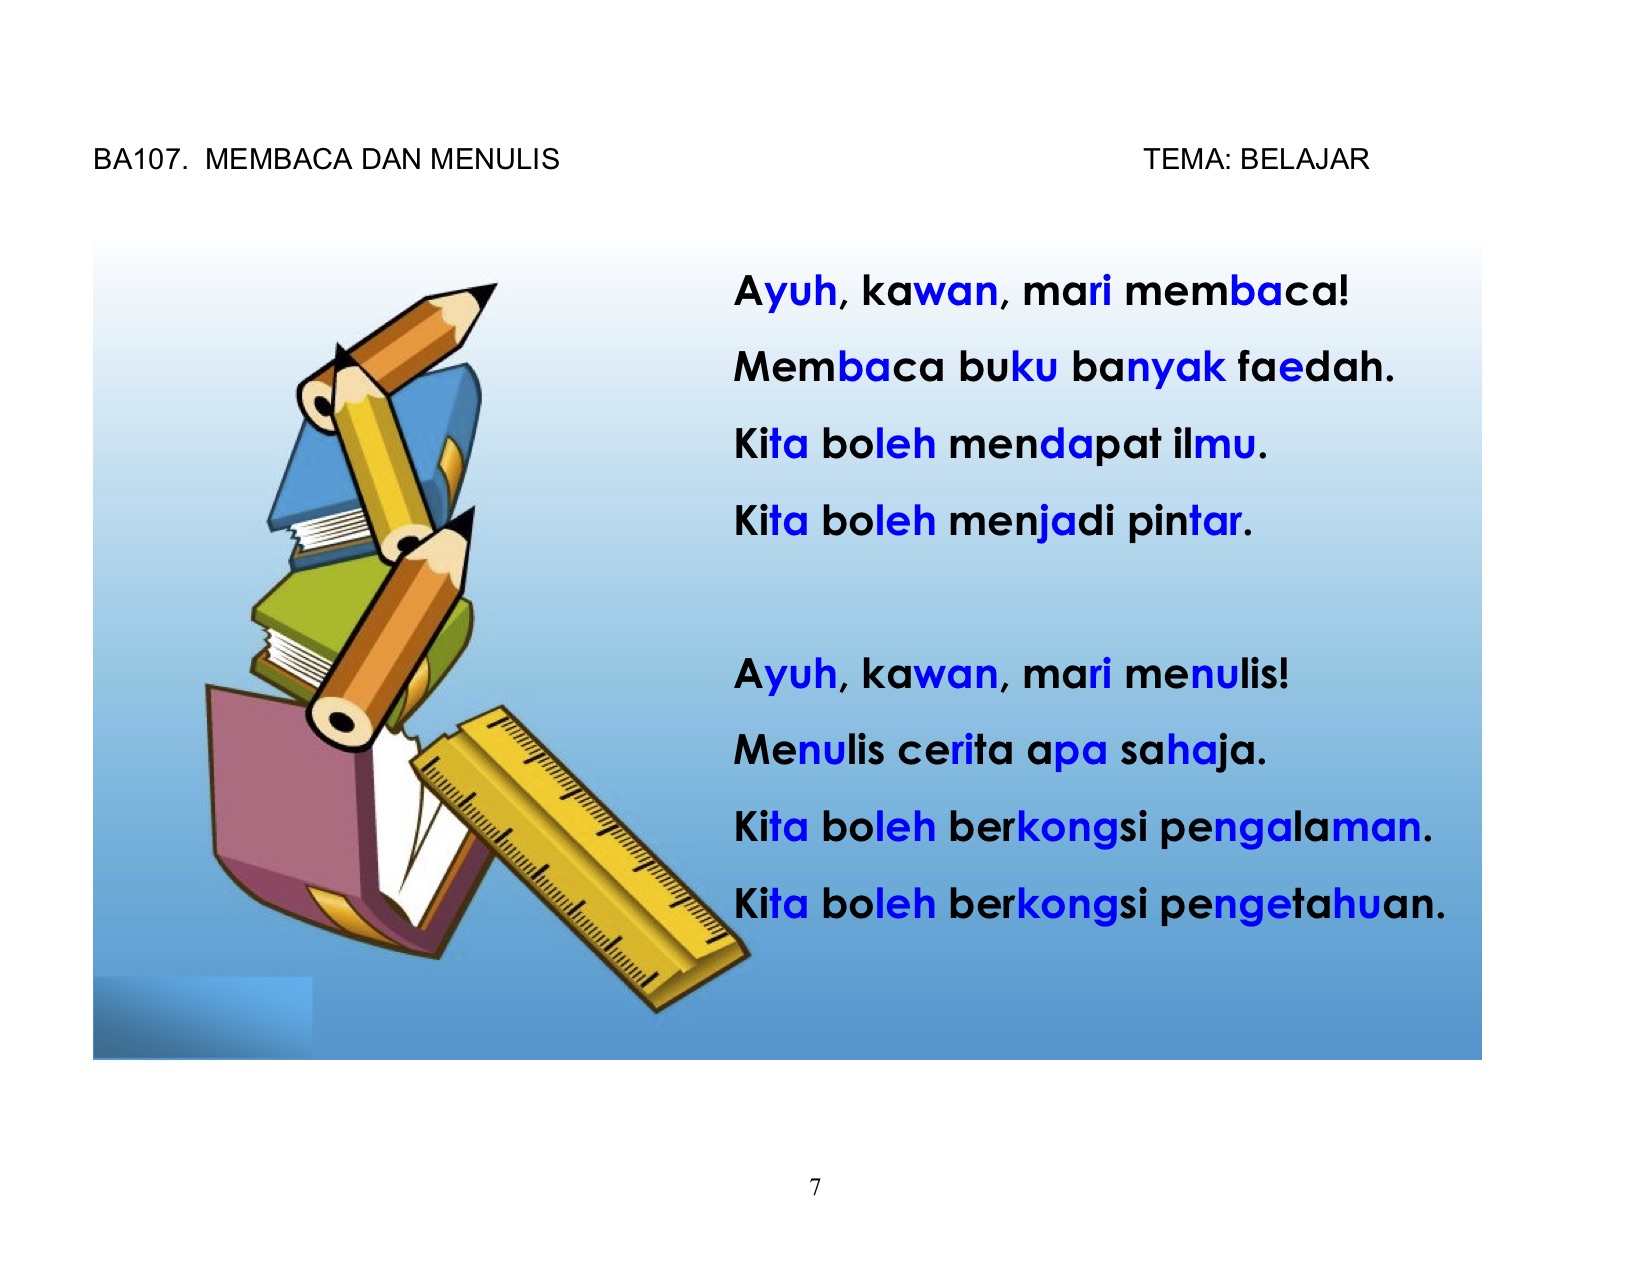 BA107. MEMBACA DAN MENULIS
TEMA: BELAJAR
Ayuh, kawan, mari membaca!
Membaca buku banyak faedah.
Kita boleh mendapat ilmu.
Kita boleh menjadi pintar.
Ayuh, kawan, mari menulis!
Menulis cerita apa sahaja.
Kita boleh berkongsi pengalaman.
Kita boleh berkongsi pengetahuan.
7